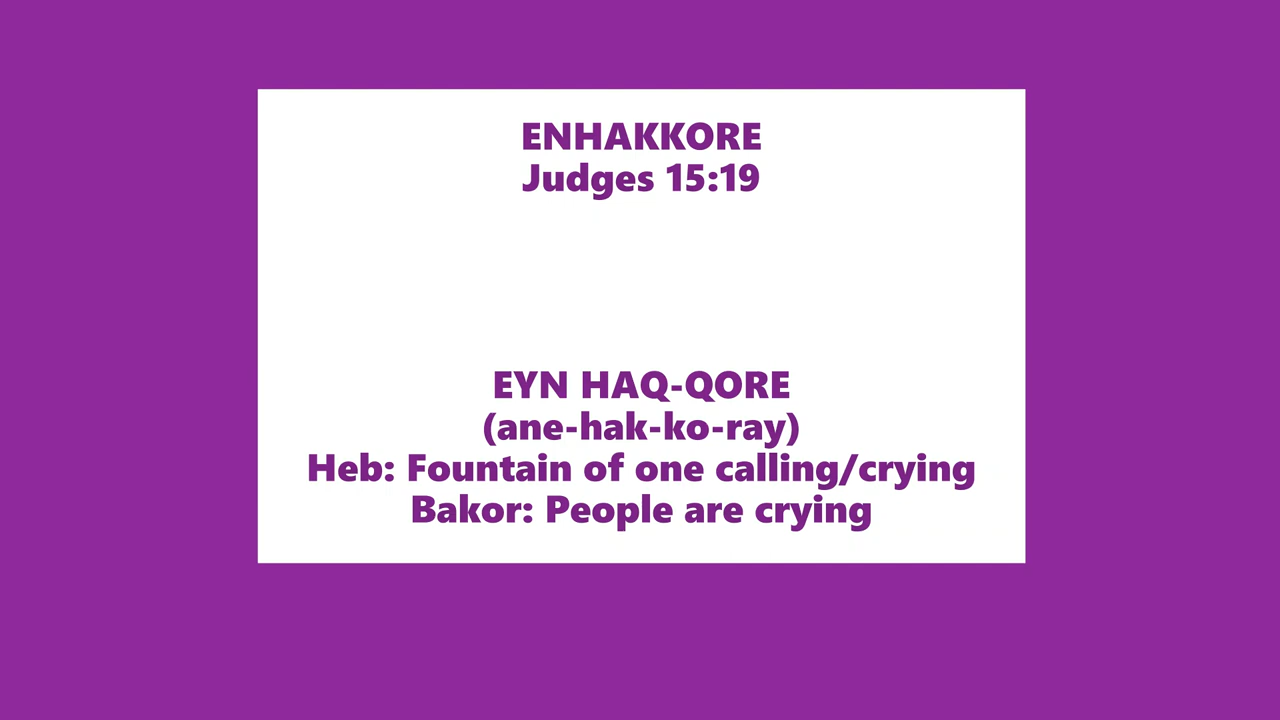 ENHAKKORE
Judges 15:19
EYN HAQ-QORE
(ane-hak-ko-ray)
Heb: Fountain of one calling/crying
Bakor: People are crying